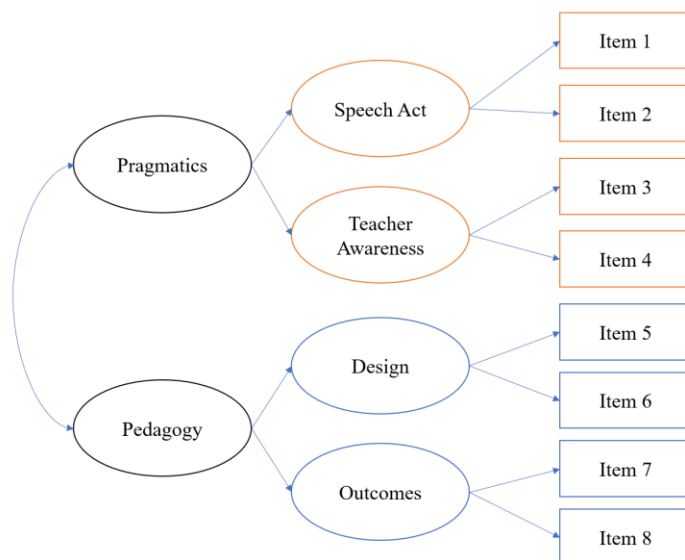 Item 1
Speech Act
Item 2
Pragmatics
Item 3
Teacher
Awareness
Item 4
Item 5
Design
Item 6
Pedagogy
Item 7
Outcomes
Item 8